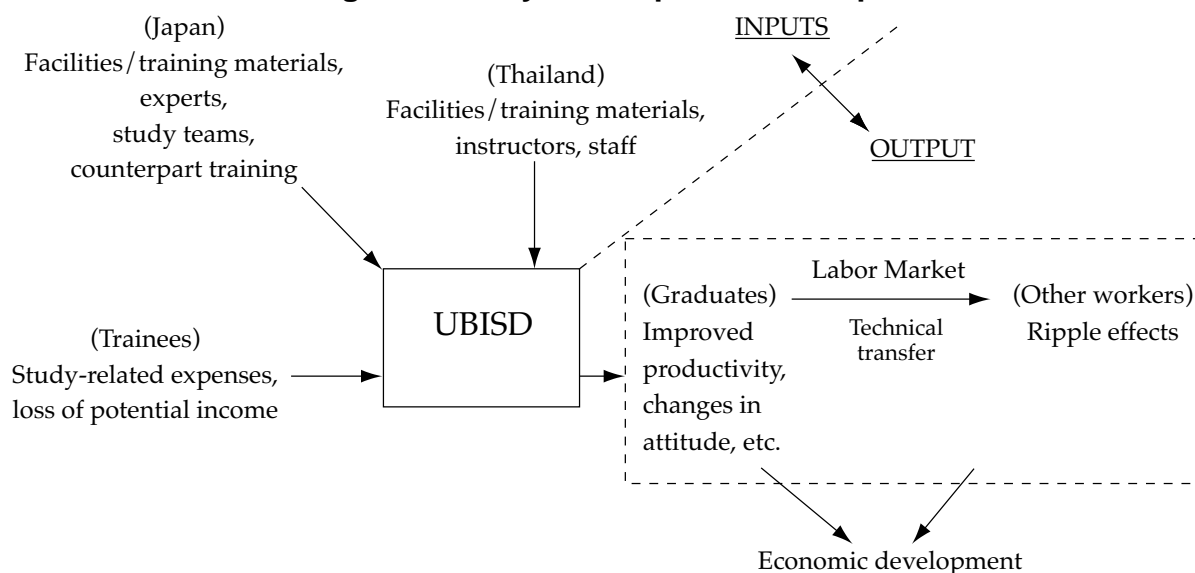 (Japan)
Facilities/training materials,
experts,
study teams,
counterpart training
(Thailand)
Facilities/training materials,
instructors, staff
INPUTS
OUTPUT
(Trainees)
Study-related expenses,
loss of potential income
UBISD
(Graduates)
Improved
productivity,
changes in
attitude, etc.
Labor Market
Technical
transfer
(Other workers)
Ripple effects
Economic development